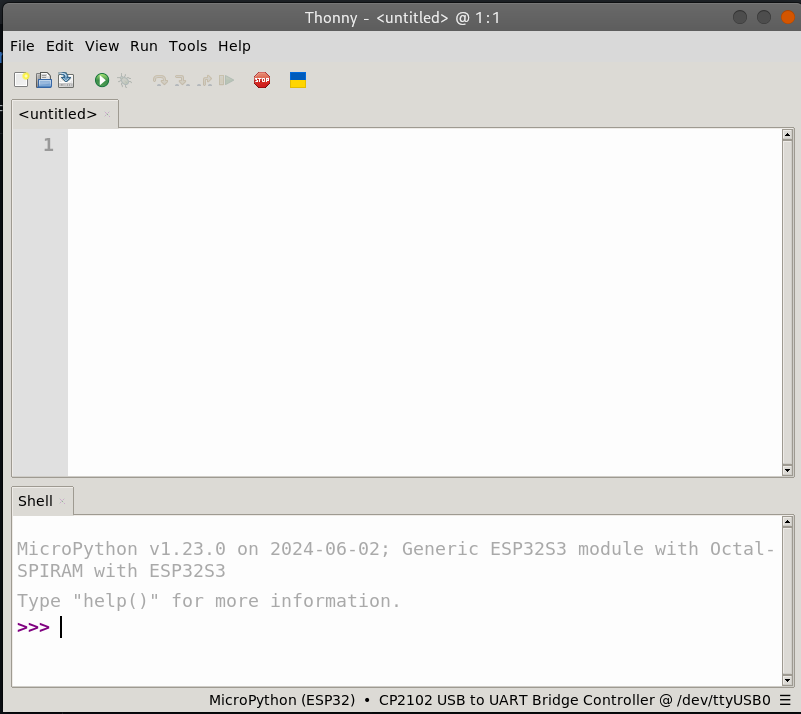 Thonny - <untitled> @ 1:1
File Edit View Run Tools Help
STOP
<untitled>
1
Shell
MicroPython v1.23.0 on 2024-06-02; Generic ESP32S3 module with Octal-
SPIRAM with ESP32S3
Type "help()" for more information.
>>>
MicroPython (ESP32) • CP2102 USB to UART Bridge Controller @ /dev/ttyUSB0 ☰